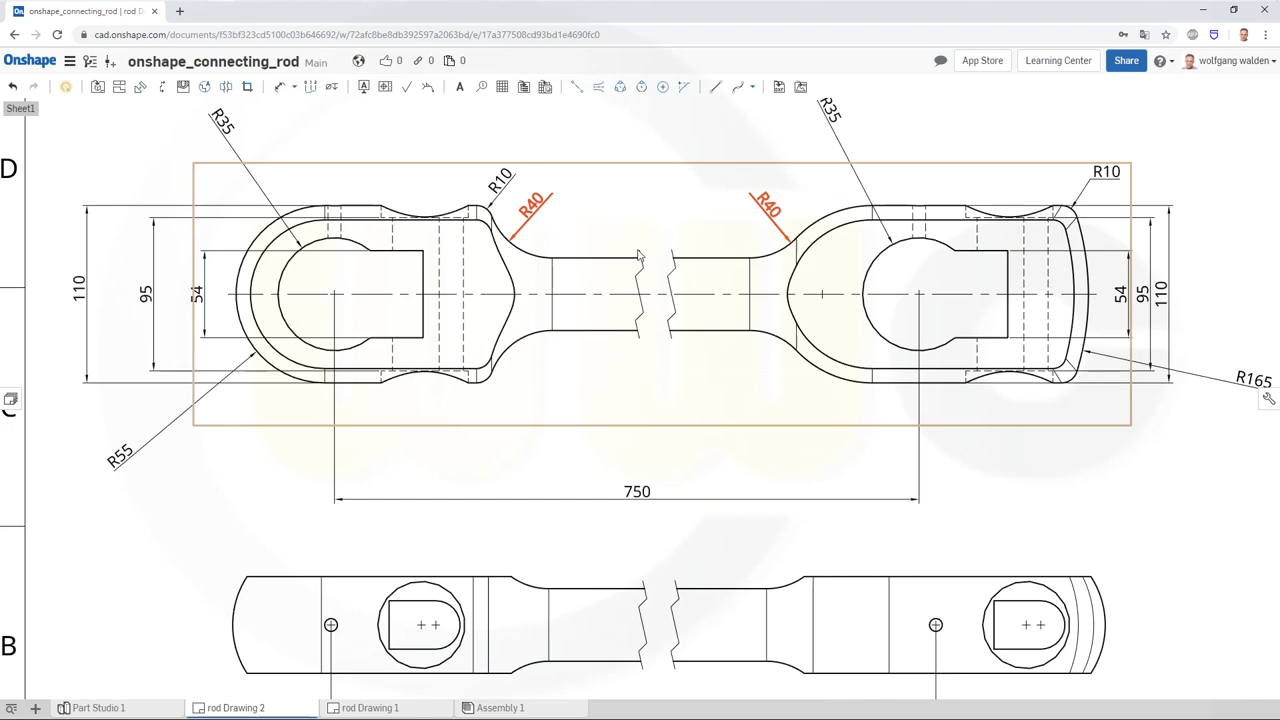 onshape_connecting_rod | rod D
cad.onshape.com/documents/f53bf323cd5100c03b646692/w/72afc8be8db392597a2063bd/e/17a377508cd93bd1e4690fc0
Onshape
onshape_connecting_rod Main
0
0
0
App Store
Learning Center
Share
wolfgang walden
Sheet1
D
R35
R35
R10
R10
R40
R40
110
95
54
54
95
110
R165
C
R55
750
B
Part Studio 1
rod Drawing 2
rod Drawing 1
Assembly 1